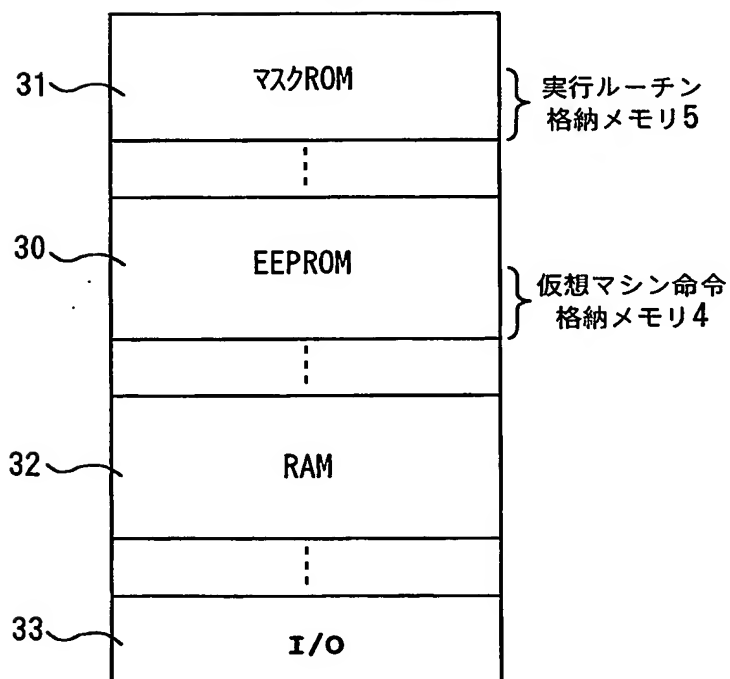 31
マスクROM
実行ルーチン
格納メモリ5
30
EEPROM
仮想マシン命令
格納メモリ4
32
RAM
33
I/O